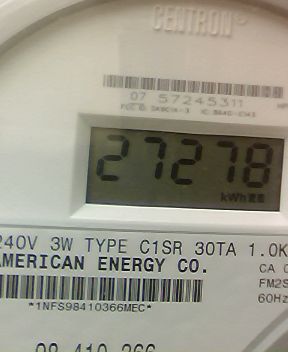 CENTRON®
07 57245311
27278
kWh
240V 3W TYPE C1SR 30TA 1.0K
AMERICAN ENERGY CO.
CA 0
FM2S
60Hz
*1NFS98410366MEC*